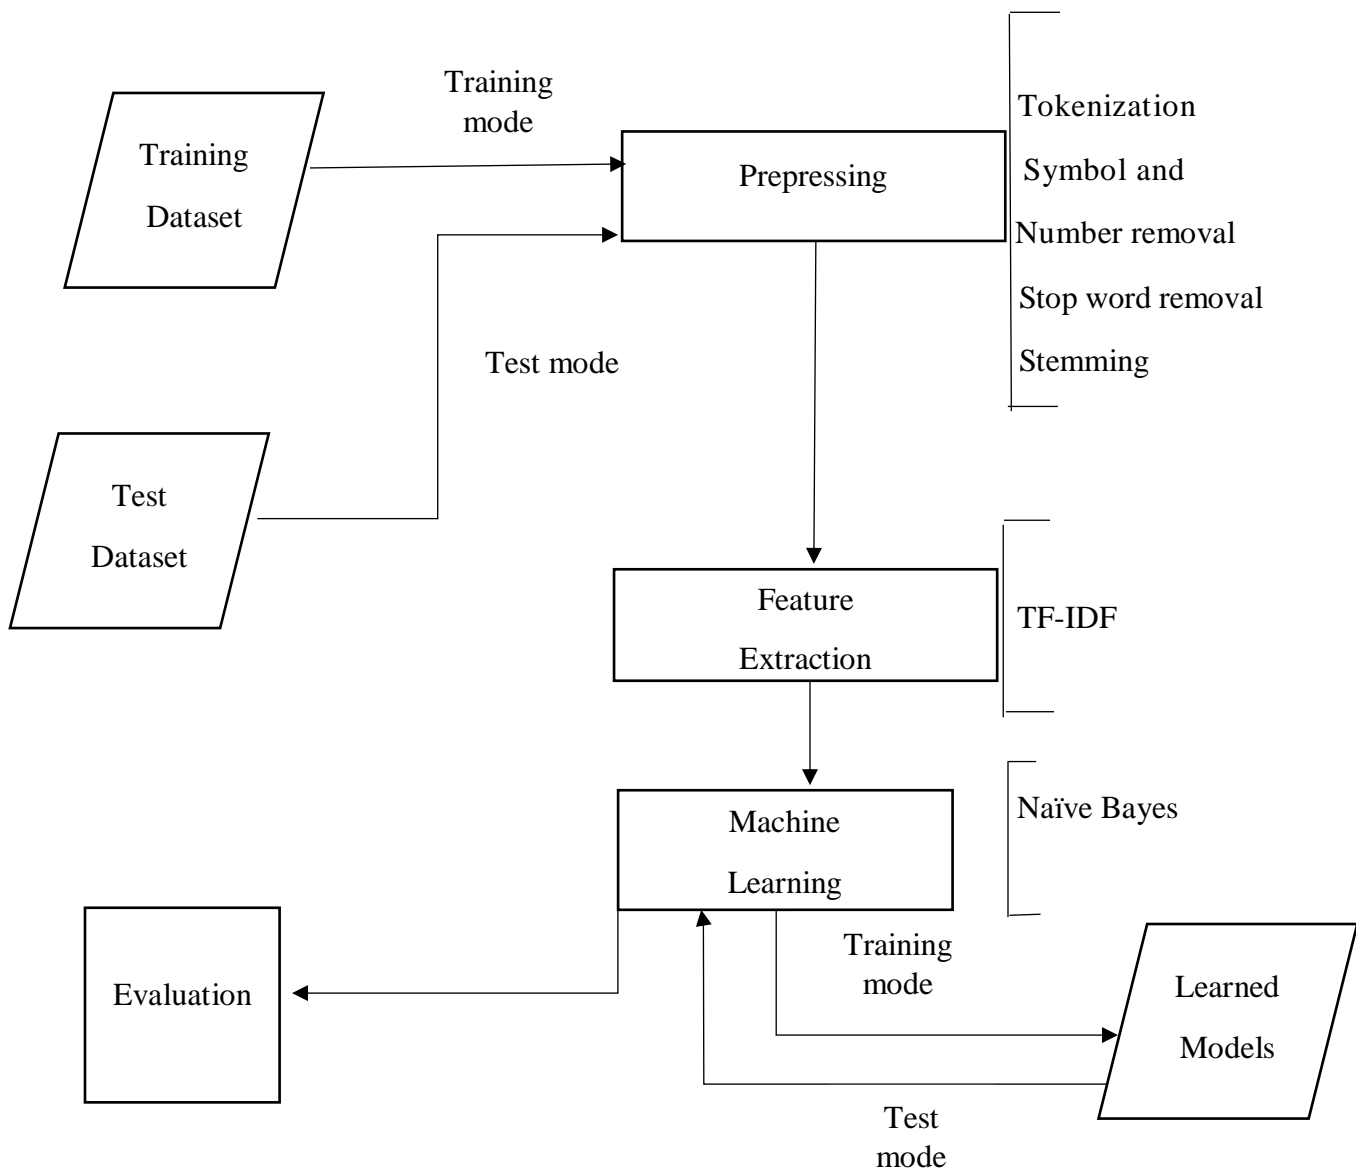 Training
mode
Training
Dataset
Prepressing
Tokenization
Symbol and
Number removal
Stop word removal
Stemming
Test mode
Test
Dataset
Feature
Extraction
TF-IDF
Machine
Learning
Naïve Bayes
Evaluation
Training
mode
Learned
Models
Test
mode